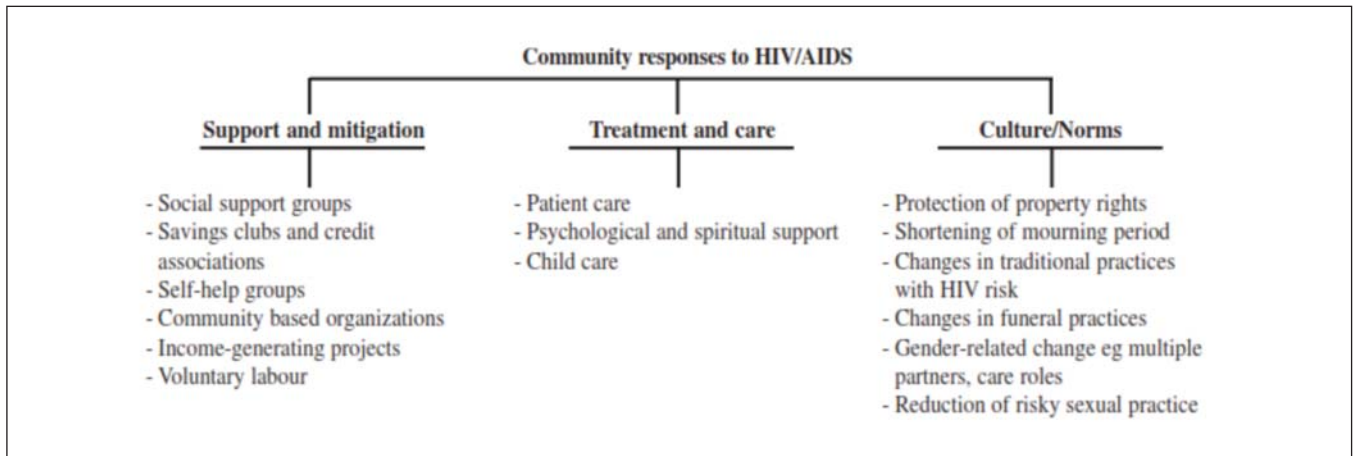 Community responses to HIV/AIDS
Support and mitigation
- Social support groups
- Savings clubs and credit
associations
- Self-help groups
- Community based organizations
- Income-generating projects
- Voluntary labour
Treatment and care
- Patient care
- Psychological and spiritual support
- Child care
Culture/Norms
- Protection of property rights
- Shortening of mourning period
- Changes in traditional practices
with HIV risk
- Changes in funeral practices
- Gender-related change eg multiple
partners, care roles
- Reduction of risky sexual practice